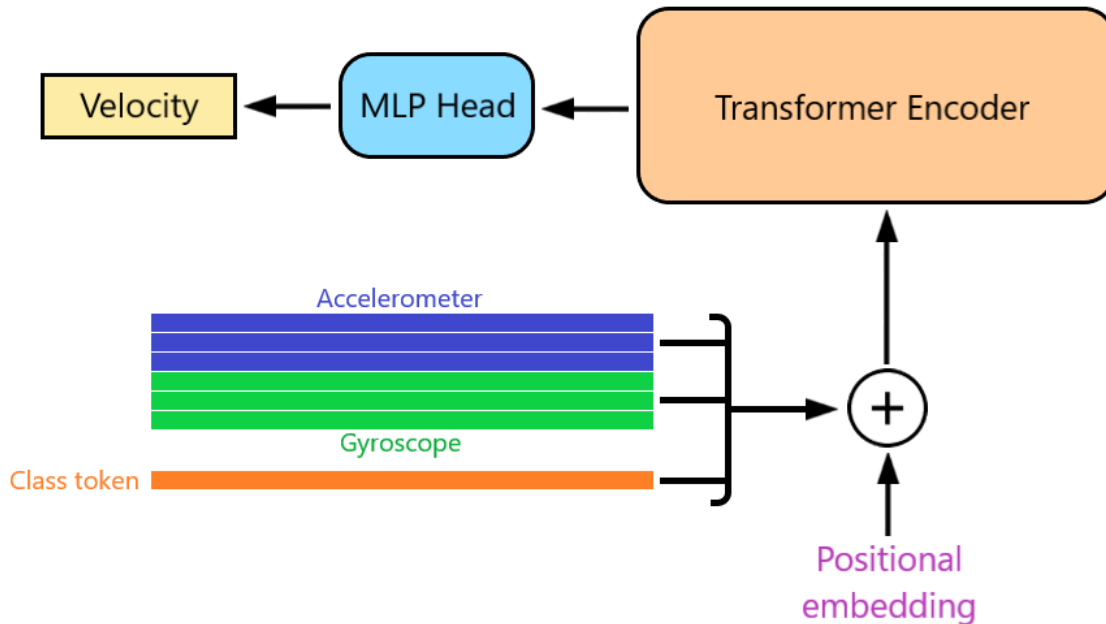 Velocity
MLP Head
Transformer Encoder
Accelerometer
Gyroscope
Class token
+
Positional
embedding